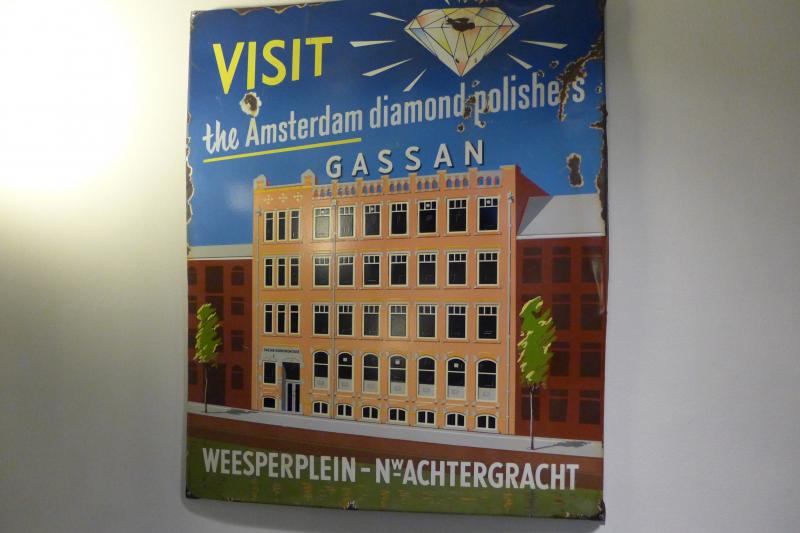 VISIT
the Amsterdam diamond polishers
GASSAN
WEESPERPLEIN - NW ACHTERGRACHT